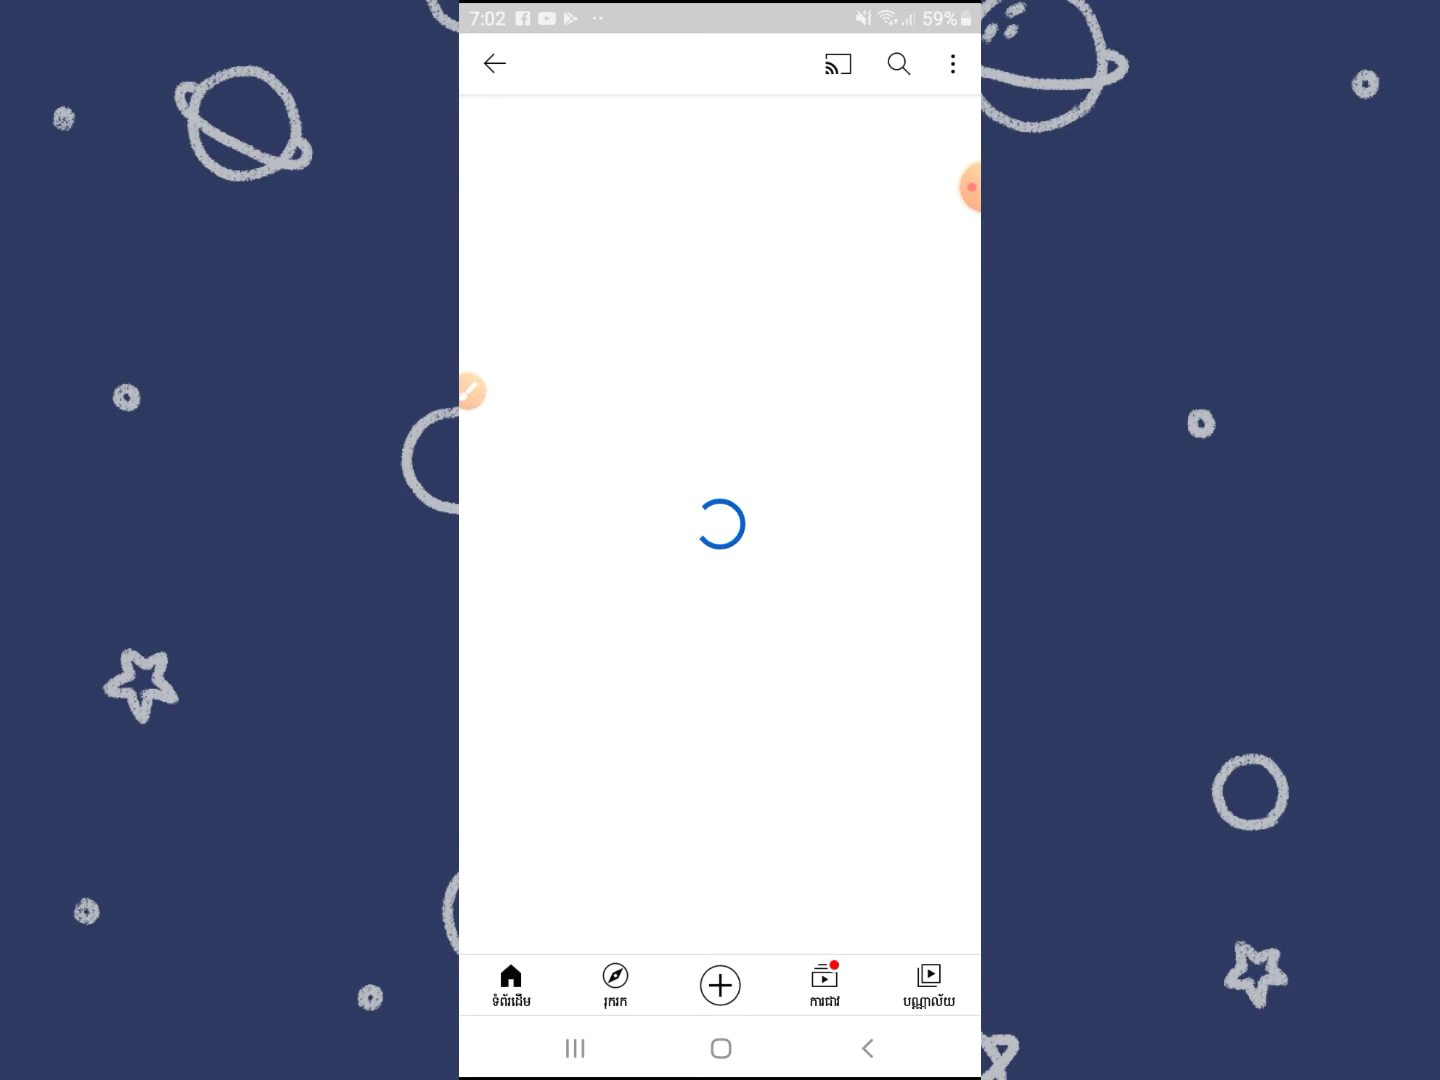 7:02
59%
ទំព័រដើម
រុករក
ការជាវ
បណ្ណាល័យ